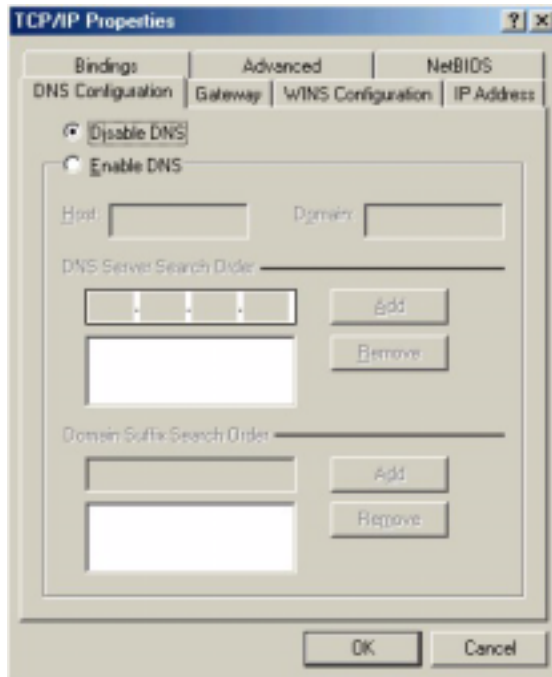 TCP/IP Properties
Bindings Advanced NetBIOS
DNS Configuration Gateway WINS Configuration IP Address
Disable DNS
Enable DNS
Host: Domain:
DNS Server Search Order
Add
Remove
Domain Suffix Search Order
Add
Remove
OK Cancel